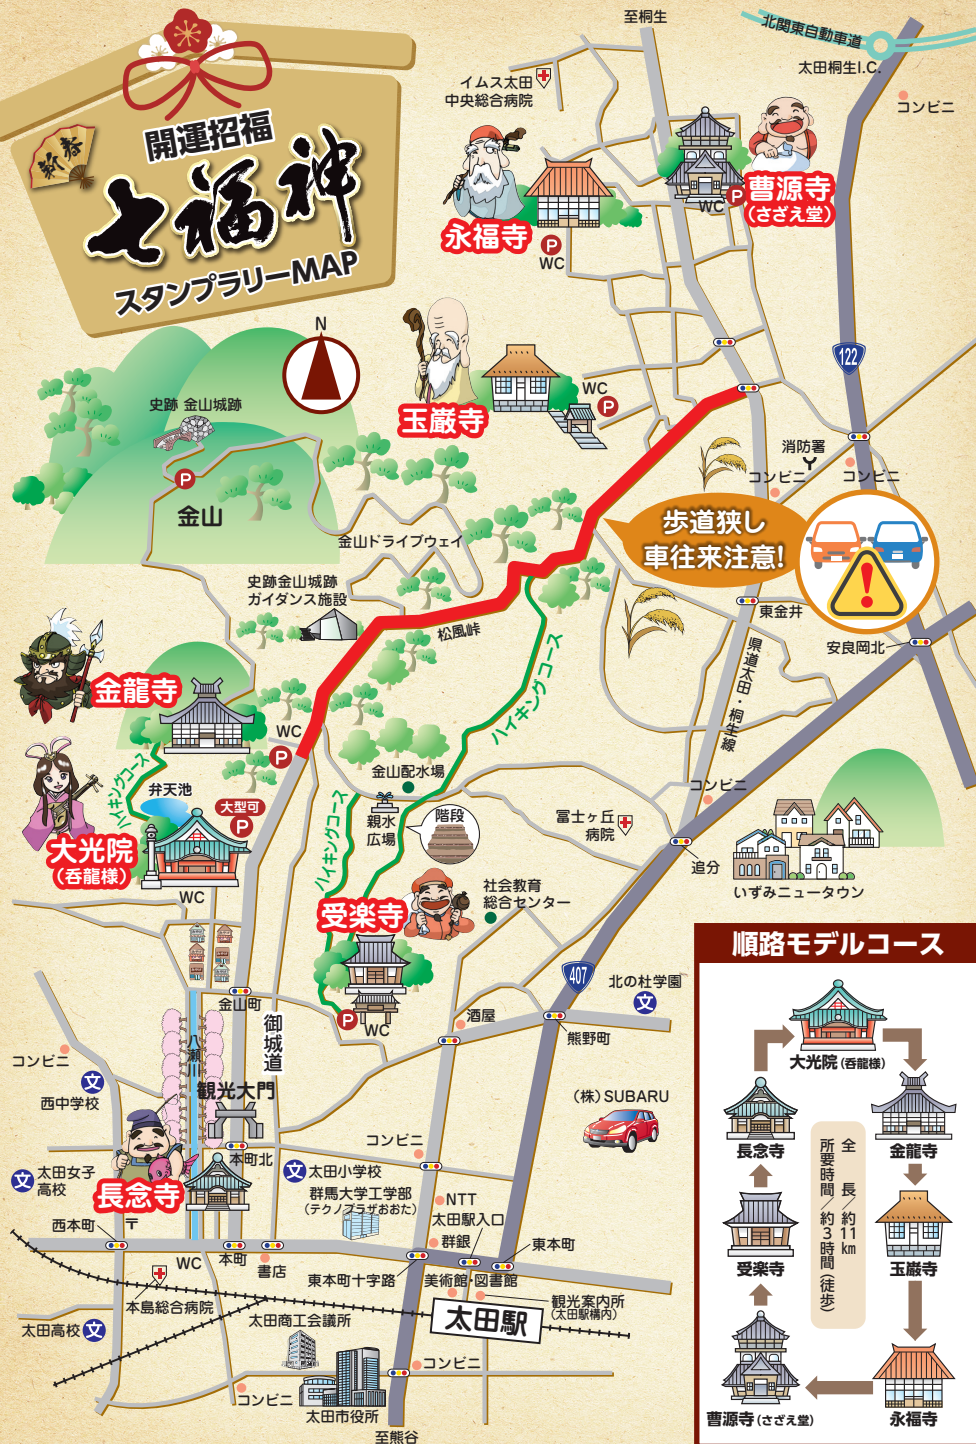 新春
開運招福
七福神
スタンプラリーMAP
至桐生
北関東自動車道
太田桐生I.C.
コンビニ
イムス太田
中央総合病院
永福寺
P
WC
曹源寺
(さざえ堂)
WC
P
N
玉巌寺
WC
P
122
史跡 金山城跡
P
金山
金山ドライブウェイ
消防署
コンビニ
コンビニ
歩道狭し
車往来注意!
史跡金山城跡
ガイダンス施設
松風峠
東金井
安良岡北
県道太田・桐生線
金龍寺
WC
P
ハイキングコース
ハイキングコース
ハイキングコース
弁天池
大型可
P
大光院
(呑龍様)
WC
金山配水場
親水
広場
階段
冨士ヶ丘
病院
コンビニ
追分
いずみニュータウン
受楽寺
社会教育
総合センター
P
WC
407
北の杜学園
文
熊野町
酒屋
金山町
御城道
八瀬川
コンビニ
文
西中学校
観光大門
(株)SUBARU
本町北
文
太田女子
高校
長念寺
文
太田小学校
コンビニ
群馬大学工学部
(テクノプラザおおた)
NTT
太田駅入口
群銀
西本町
〒
WC
本町
書店
東本町十字路
美術館・図書館
東本町
本島総合病院
太田駅
観光案内所
(太田駅構内)
太田高校
文
太田商工会議所
コンビニ
コンビニ
太田市役所
至熊谷
順路モデルコース
大光院(呑龍様)
長念寺
金龍寺
全 長/約11km
所要時間/約3時間(徒歩)
受楽寺
玉巌寺
曹源寺(さざえ堂)
永福寺